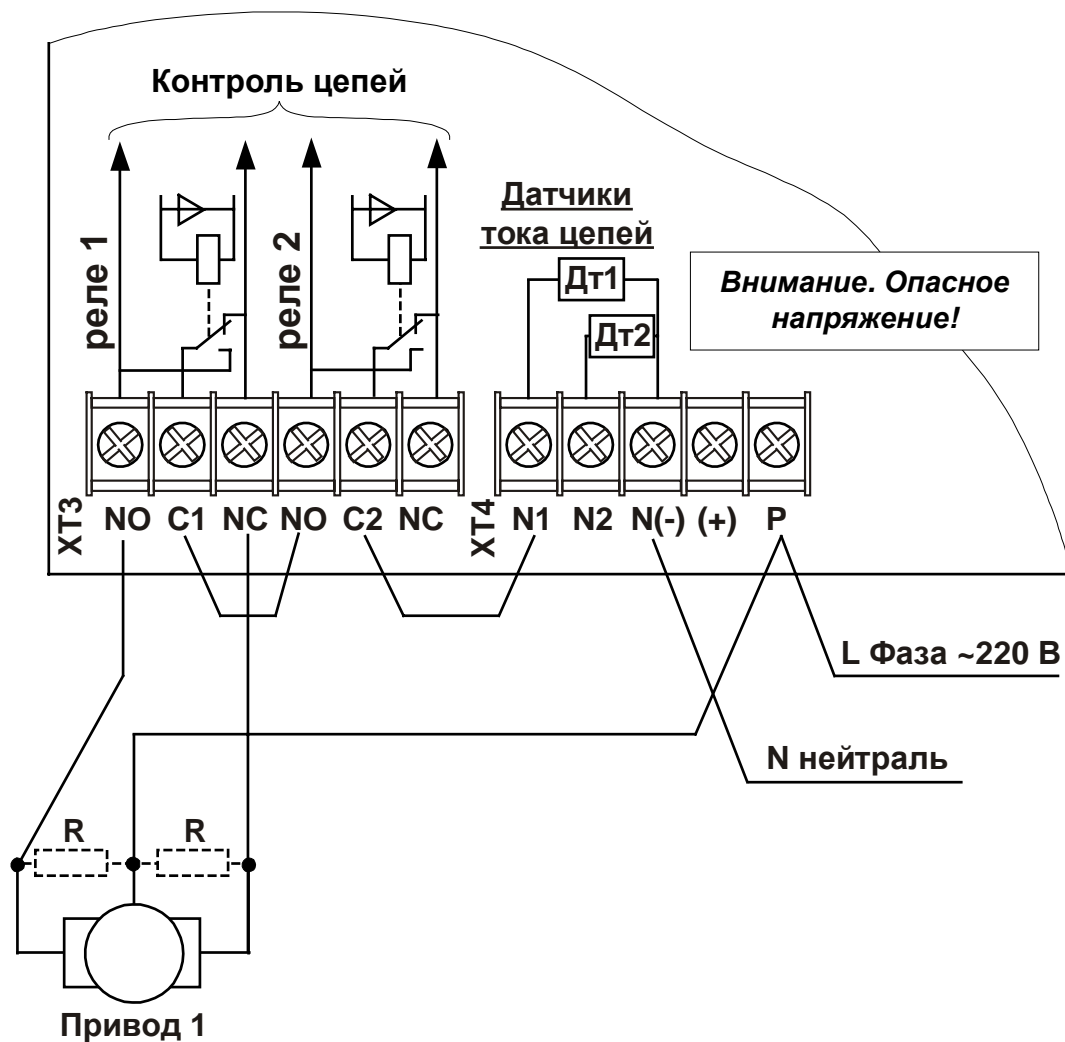 Контроль цепей
реле 1
реле 2
Датчики
тока цепей
Дт1
Дт2
Внимание. Опасное
напряжение!
XT3
NO C1 NC NO C2 NC
XT4
N1 N2 N(-) (+) P
L Фаза ~220 В
N нейтраль
R R
Привод 1